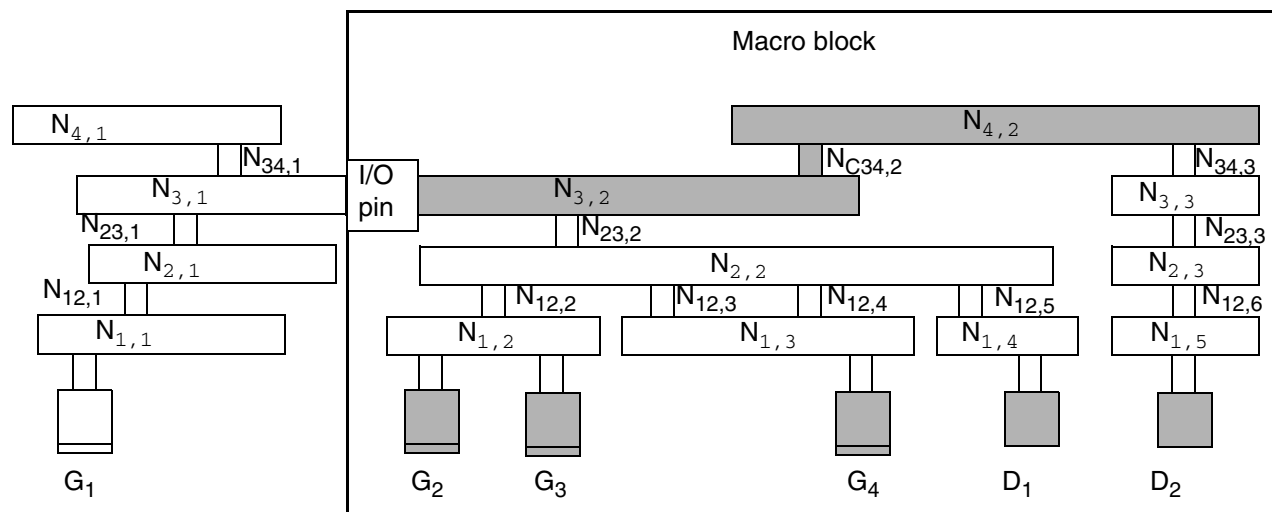 Macro block
N4,1
N4,2
N34,1
NC34,2
N34,3
I/O
pin
N3,1
N3,2
N3,3
N23,1
N23,2
N23,3
N2,1
N2,2
N2,3
N12,1
N12,2
N12,3
N12,4
N12,5
N12,6
N1,1
N1,2
N1,3
N1,4
N1,5
G1
G2
G3
G4
D1
D2